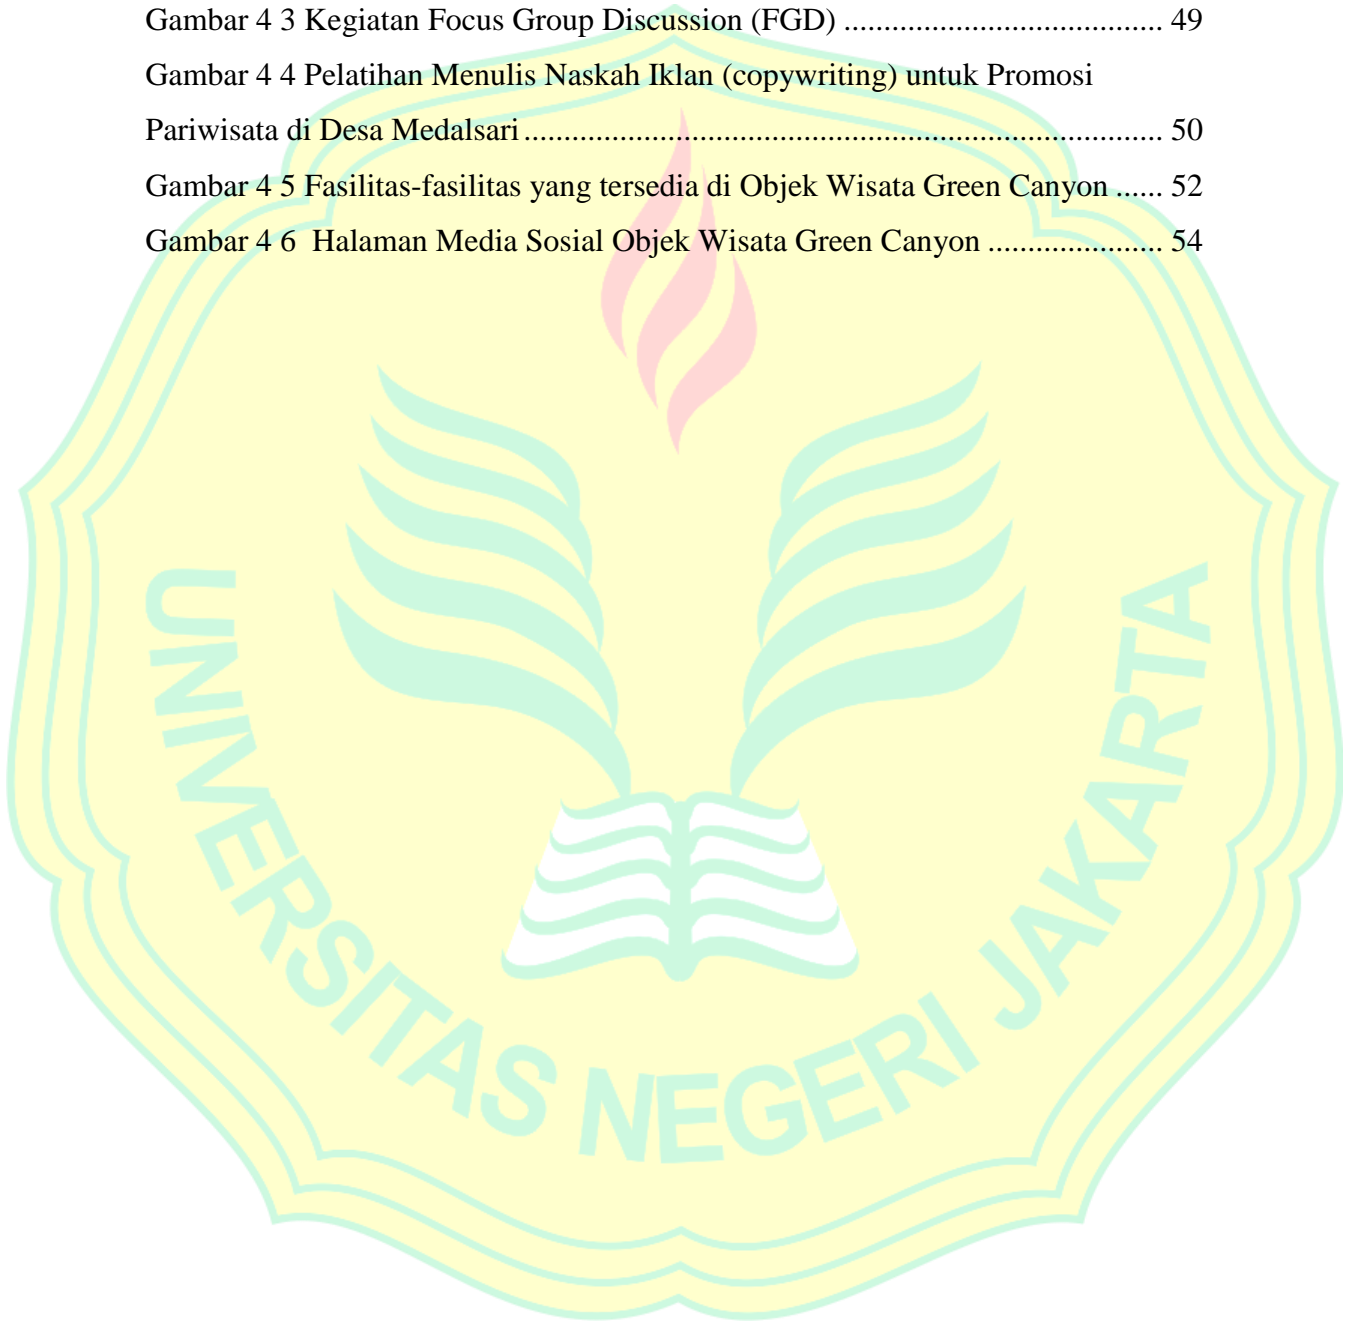 Gambar 4 3 Kegiatan Focus Group Discussion (FGD) ........................................ 49
Gambar 4 4 Pelatihan Menulis Naskah Iklan (copywriting) untuk Promosi
Pariwisata di Desa Medalsari ................................................................................ 50
Gambar 4 5 Fasilitas-fasilitas yang tersedia di Objek Wisata Green Canyon ...... 52
Gambar 4 6  Halaman Media Sosial Objek Wisata Green Canyon ...................... 54
UNIVERSITAS NEGERI JAKARTA